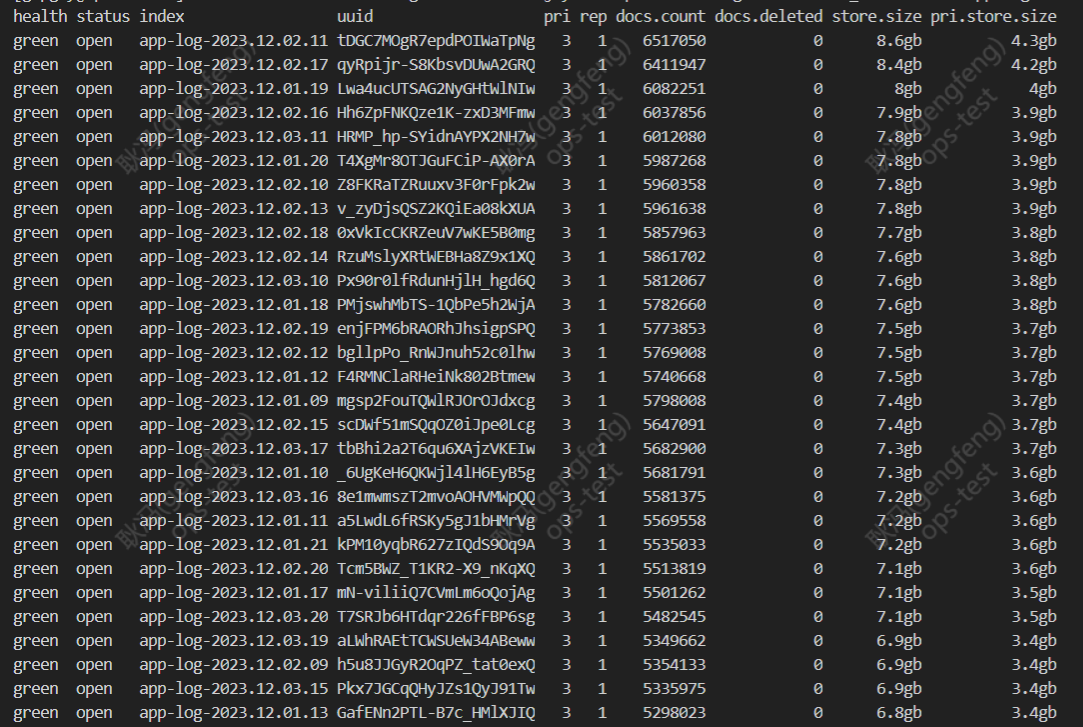 health status index uuid pri rep docs.count docs.deleted store.size pri.store.size
green open app-log-2023.12.02.11 tDGC7MOgR7epdPOIWaTpNg 3 1 6517050 0 8.6gb 4.3gb
green open app-log-2023.12.02.17 qyRpijr-S8KbsvDUwA2GRQ 3 1 6411947 0 8.4gb 4.2gb
green open app-log-2023.12.01.19 Lwa4ucUTSAG2NyGHtWlNIw 3 1 6082251 0 8gb 4gb
green open app-log-2023.12.02.16 Hh6ZpFNKQze1K-zxD3MFmw 3 1 6037856 0 7.9gb 3.9gb
green open app-log-2023.12.03.11 HRMP_hp-SYidnAYPX2NH7w 3 1 6012080 0 7.8gb 3.9gb
green open app-log-2023.12.01.20 T4XgMr8OTJGuFCiP-AX0rA 3 1 5987268 0 7.8gb 3.9gb
green open app-log-2023.12.02.10 Z8FKRaTZRuuxv3F0rFpk2w 3 1 5960358 0 7.8gb 3.9gb
green open app-log-2023.12.02.13 v_zyDjsQSZ2KQiEa08kXUA 3 1 5961638 0 7.8gb 3.9gb
green open app-log-2023.12.02.18 0xVkIcCKRZeuV7wKE5B0mg 3 1 5857963 0 7.7gb 3.8gb
green open app-log-2023.12.02.14 RzuMslyXRtWEBHa8Z9x1XQ 3 1 5861702 0 7.6gb 3.8gb
green open app-log-2023.12.03.10 Px90r0lfRdunHjlH_hgd6Q 3 1 5812067 0 7.6gb 3.8gb
green open app-log-2023.12.01.18 PMjswhMbTS-1QbPe5h2WjA 3 1 5782660 0 7.6gb 3.8gb
green open app-log-2023.12.02.19 enjFPM6bRAORhJhsigpSPQ 3 1 5773853 0 7.5gb 3.7gb
green open app-log-2023.12.02.12 bgllpPo_RnWJnuh52c0lhw 3 1 5769008 0 7.5gb 3.7gb
green open app-log-2023.12.01.12 F4RMNClaRHeiNk802Btmew 3 1 5740668 0 7.5gb 3.7gb
green open app-log-2023.12.01.09 mgsp2FouTQWlRJOrOJdxcg 3 1 5798008 0 7.4gb 3.7gb
green open app-log-2023.12.02.15 scDWf51mSQqOZ0iJpe0Lcg 3 1 5647091 0 7.4gb 3.7gb
green open app-log-2023.12.03.17 tbBhi2a2T6qu6XAjzVKEIw 3 1 5682900 0 7.3gb 3.7gb
green open app-log-2023.12.01.10 _6UgKeH6QKWjl4lH6EyB5g 3 1 5681791 0 7.3gb 3.6gb
green open app-log-2023.12.03.16 8e1mwmszT2mvoAOHVMWpQQ 3 1 5581375 0 7.2gb 3.6gb
green open app-log-2023.12.01.11 a5LwdL6fRSKy5gJ1bHMrVg 3 1 5569558 0 7.2gb 3.6gb
green open app-log-2023.12.01.21 kPM10yqbR627zIQdS9Oq9A 3 1 5535033 0 7.2gb 3.6gb
green open app-log-2023.12.02.20 Tcm5BWZ_T1KR2-X9_nKqXQ 3 1 5513819 0 7.1gb 3.6gb
green open app-log-2023.12.01.17 mN-viliiQ7CVmLm6oQojAg 3 1 5501262 0 7.1gb 3.5gb
green open app-log-2023.12.03.20 T7SRJb6HTdqr226fFBP6sg 3 1 5482545 0 7.1gb 3.5gb
green open app-log-2023.12.03.19 aLWhRAEtTCWSUeW34ABeww 3 1 5349662 0 6.9gb 3.4gb
green open app-log-2023.12.02.09 h5u8JJGyR2OqPZ_tat0exQ 3 1 5354133 0 6.9gb 3.4gb
green open app-log-2023.12.03.15 Pkx7JGCqQHyJZs1QyJ91Tw 3 1 5335975 0 6.9gb 3.4gb
green open app-log-2023.12.01.13 GafENn2PTL-B7c_HMlXJIQ 3 1 5298023 0 6.8gb 3.4gb